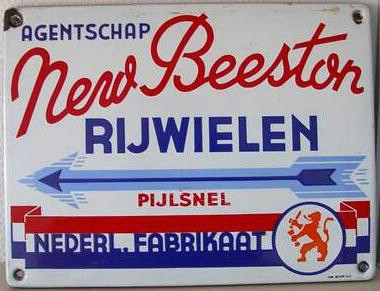 AGENTSCHAP
New Beeston
RIJWIELEN
PIJLSNEL
NEDERL. FABRIKAAT